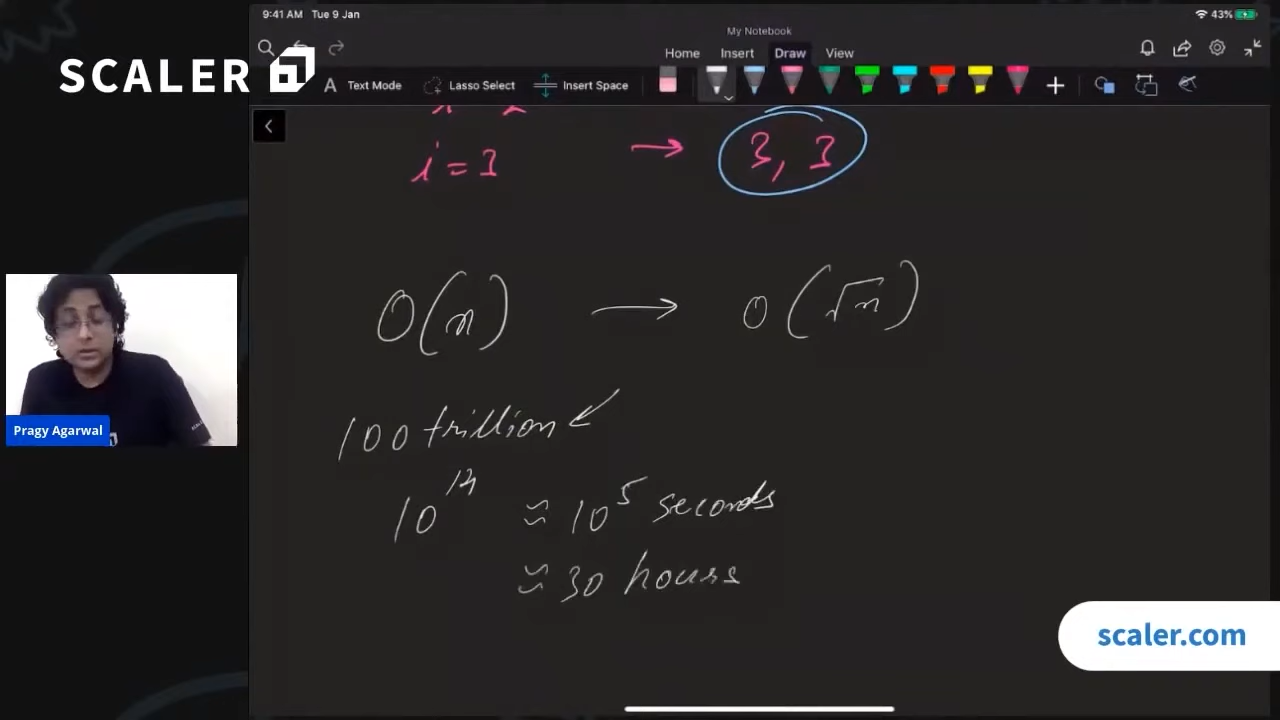 9:41 AM Tue 9 Jan
43%
My Notebook
Home Insert Draw View
SCALER
Text Mode Lasso Select Insert Space
i = 3 → 3, 3
O(n) → O(√n)
100 trillion
10^14 ≈ 10^5 seconds
≈ 30 hours
Pragy Agarwal
scaler.com